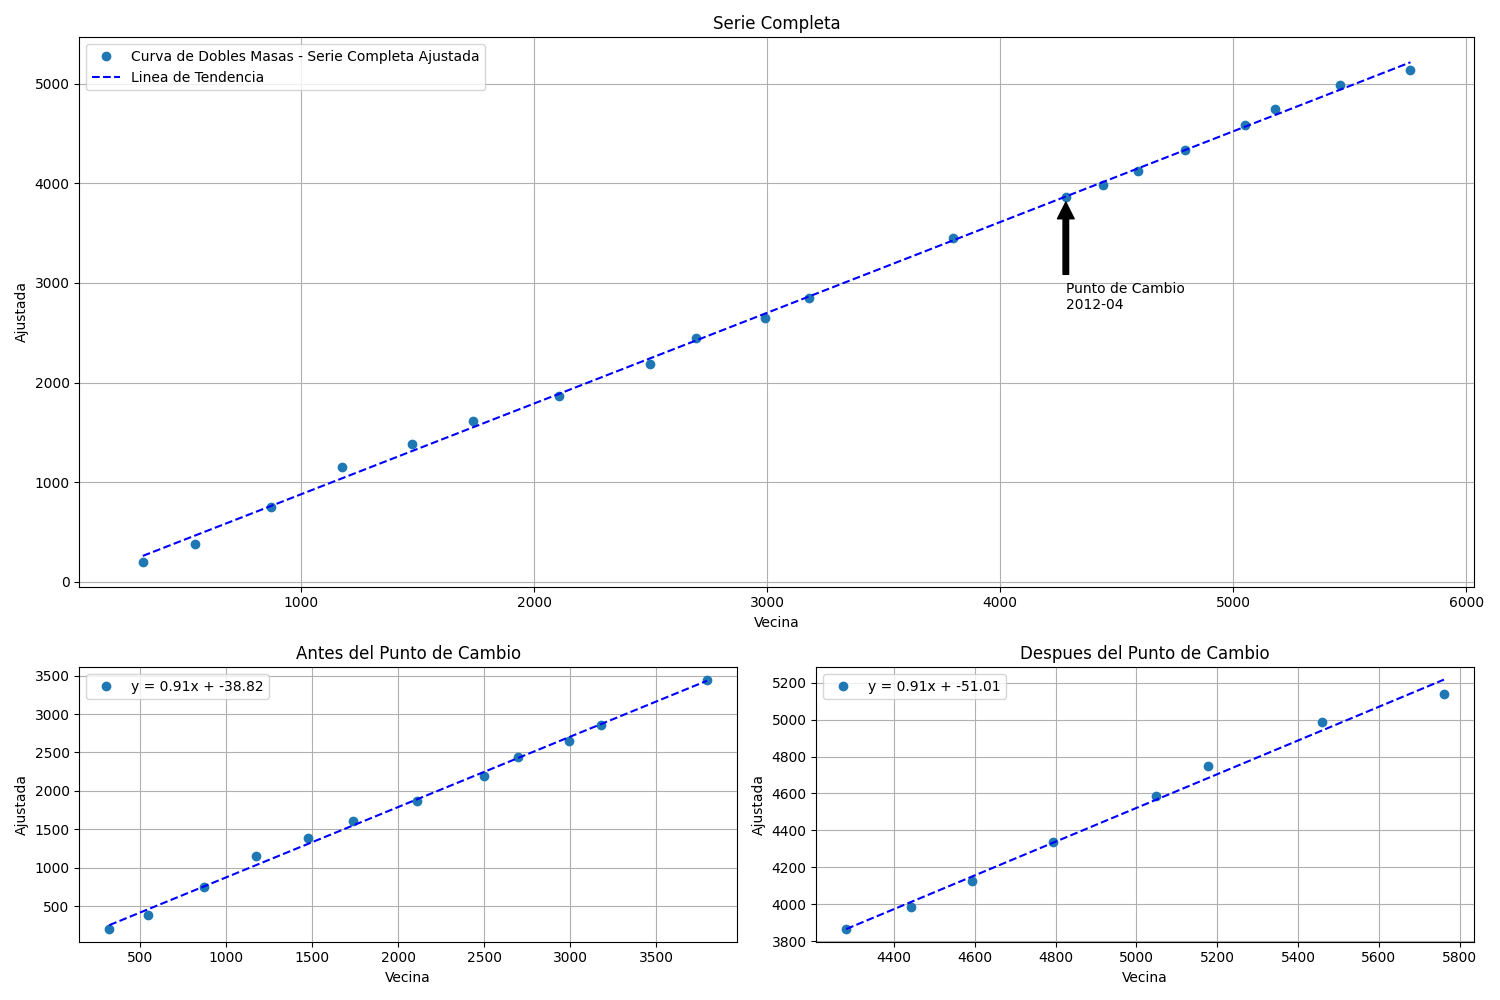 Serie Completa
Curva de Dobles Masas - Serie Completa Ajustada
Linea de Tendencia
5000
4000
3000
2000
1000
0
Ajustada
Punto de Cambio
2012-04
1000 2000 3000 4000 5000 6000
Vecina
Antes del Punto de Cambio
y = 0.91x + -38.82
3500
3000
2500
2000
1500
1000
500
Ajustada
500 1000 1500 2000 2500 3000 3500
Vecina
Despues del Punto de Cambio
y = 0.91x + -51.01
5200
5000
4800
4600
4400
4200
4000
3800
Ajustada
4400 4600 4800 5000 5200 5400 5600 5800
Vecina